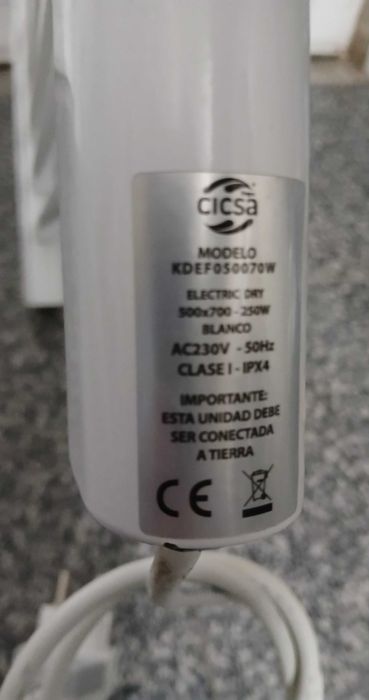 cicsa
MODELO
KDEF050070W
ELECTRIC DRY
500x700 - 250W
BLANCO
AC230V - 50Hz
CLASE I - IPX4
IMPORTANTE:
ESTA UNIDAD DEBE
SER CONECTADA
A TIERRA
CE